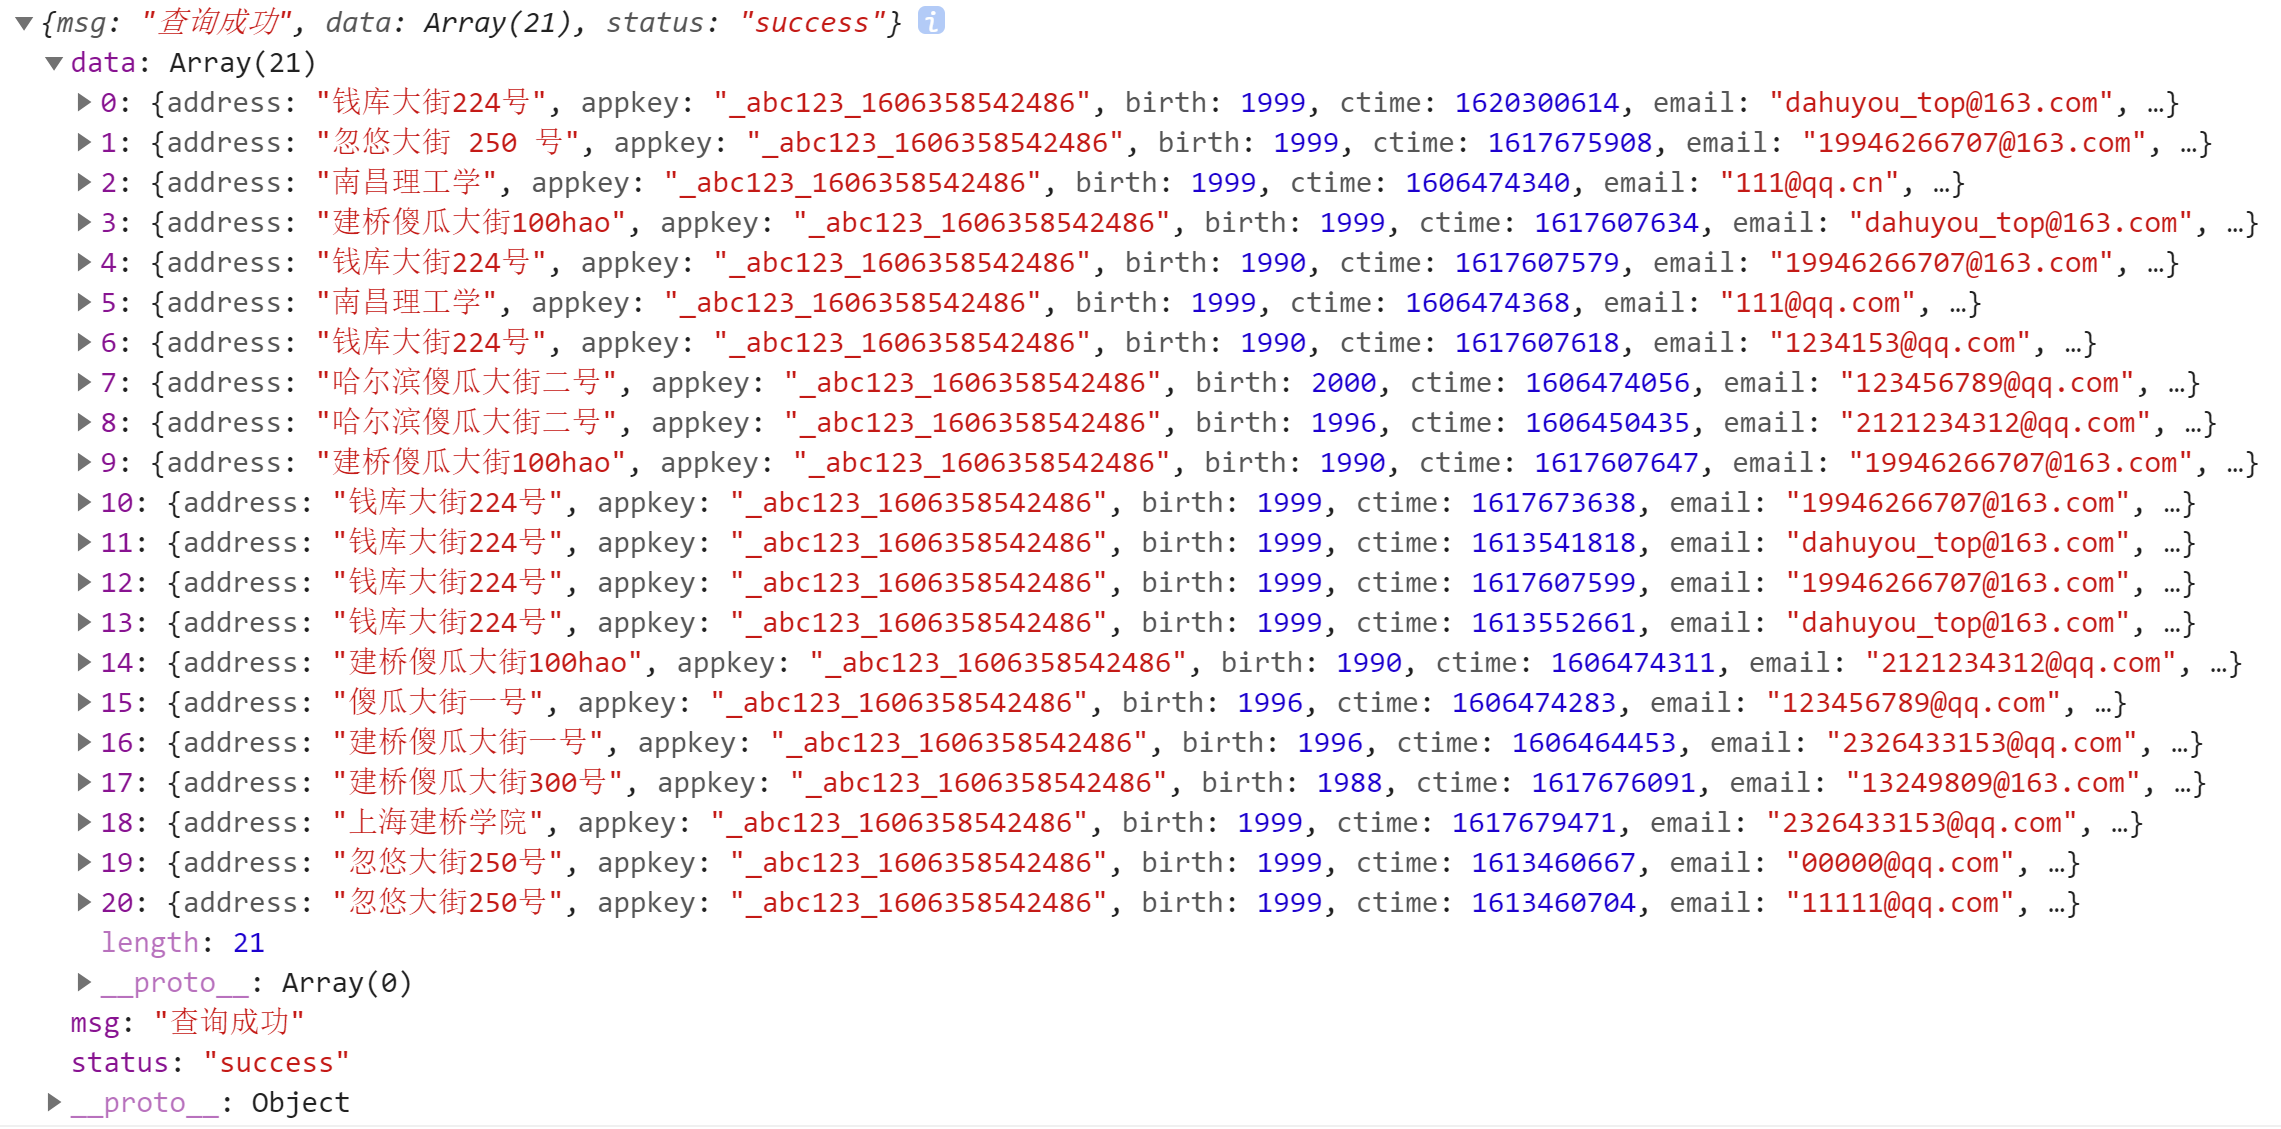 {msg: "查询成功", data: Array(21), status: "success"} i
data: Array(21)
0: {address: "钱库大街224号", appkey: "_abc123_1606358542486", birth: 1999, ctime: 1620300614, email: "dahuyou_top@163.com", …}
1: {address: "忽悠大街 250 号", appkey: "_abc123_1606358542486", birth: 1999, ctime: 1617675908, email: "19946266707@163.com", …}
2: {address: "南昌理工学", appkey: "_abc123_1606358542486", birth: 1999, ctime: 1606474340, email: "111@qq.cn", …}
3: {address: "建桥傻瓜大街100hao", appkey: "_abc123_1606358542486", birth: 1999, ctime: 1617607634, email: "dahuyou_top@163.com", …}
4: {address: "钱库大街224号", appkey: "_abc123_1606358542486", birth: 1990, ctime: 1617607579, email: "19946266707@163.com", …}
5: {address: "南昌理工学", appkey: "_abc123_1606358542486", birth: 1999, ctime: 1606474368, email: "111@qq.com", …}
6: {address: "钱库大街224号", appkey: "_abc123_1606358542486", birth: 1990, ctime: 1617607618, email: "1234153@qq.com", …}
7: {address: "哈尔滨傻瓜大街二号", appkey: "_abc123_1606358542486", birth: 2000, ctime: 1606474056, email: "123456789@qq.com", …}
8: {address: "哈尔滨傻瓜大街二号", appkey: "_abc123_1606358542486", birth: 1996, ctime: 1606450435, email: "2121234312@qq.com", …}
9: {address: "建桥傻瓜大街100hao", appkey: "_abc123_1606358542486", birth: 1990, ctime: 1617607647, email: "19946266707@163.com", …}
10: {address: "钱库大街224号", appkey: "_abc123_1606358542486", birth: 1999, ctime: 1617673638, email: "19946266707@163.com", …}
11: {address: "钱库大街224号", appkey: "_abc123_1606358542486", birth: 1999, ctime: 1613541818, email: "dahuyou_top@163.com", …}
12: {address: "钱库大街224号", appkey: "_abc123_1606358542486", birth: 1999, ctime: 1617607599, email: "19946266707@163.com", …}
13: {address: "钱库大街224号", appkey: "_abc123_1606358542486", birth: 1999, ctime: 1613552661, email: "dahuyou_top@163.com", …}
14: {address: "建桥傻瓜大街100hao", appkey: "_abc123_1606358542486", birth: 1990, ctime: 1606474311, email: "2121234312@qq.com", …}
15: {address: "傻瓜大街一号", appkey: "_abc123_1606358542486", birth: 1996, ctime: 1606474283, email: "123456789@qq.com", …}
16: {address: "建桥傻瓜大街一号", appkey: "_abc123_1606358542486", birth: 1996, ctime: 1606464453, email: "2326433153@qq.com", …}
17: {address: "建桥傻瓜大街300号", appkey: "_abc123_1606358542486", birth: 1988, ctime: 1617676091, email: "13249809@163.com", …}
18: {address: "上海建桥学院", appkey: "_abc123_1606358542486", birth: 1999, ctime: 1617679471, email: "2326433153@qq.com", …}
19: {address: "忽悠大街250号", appkey: "_abc123_1606358542486", birth: 1999, ctime: 1613460667, email: "00000@qq.com", …}
20: {address: "忽悠大街250号", appkey: "_abc123_1606358542486", birth: 1999, ctime: 1613460704, email: "11111@qq.com", …}
length: 21
__proto__: Array(0)
msg: "查询成功"
status: "success"
__proto__: Object